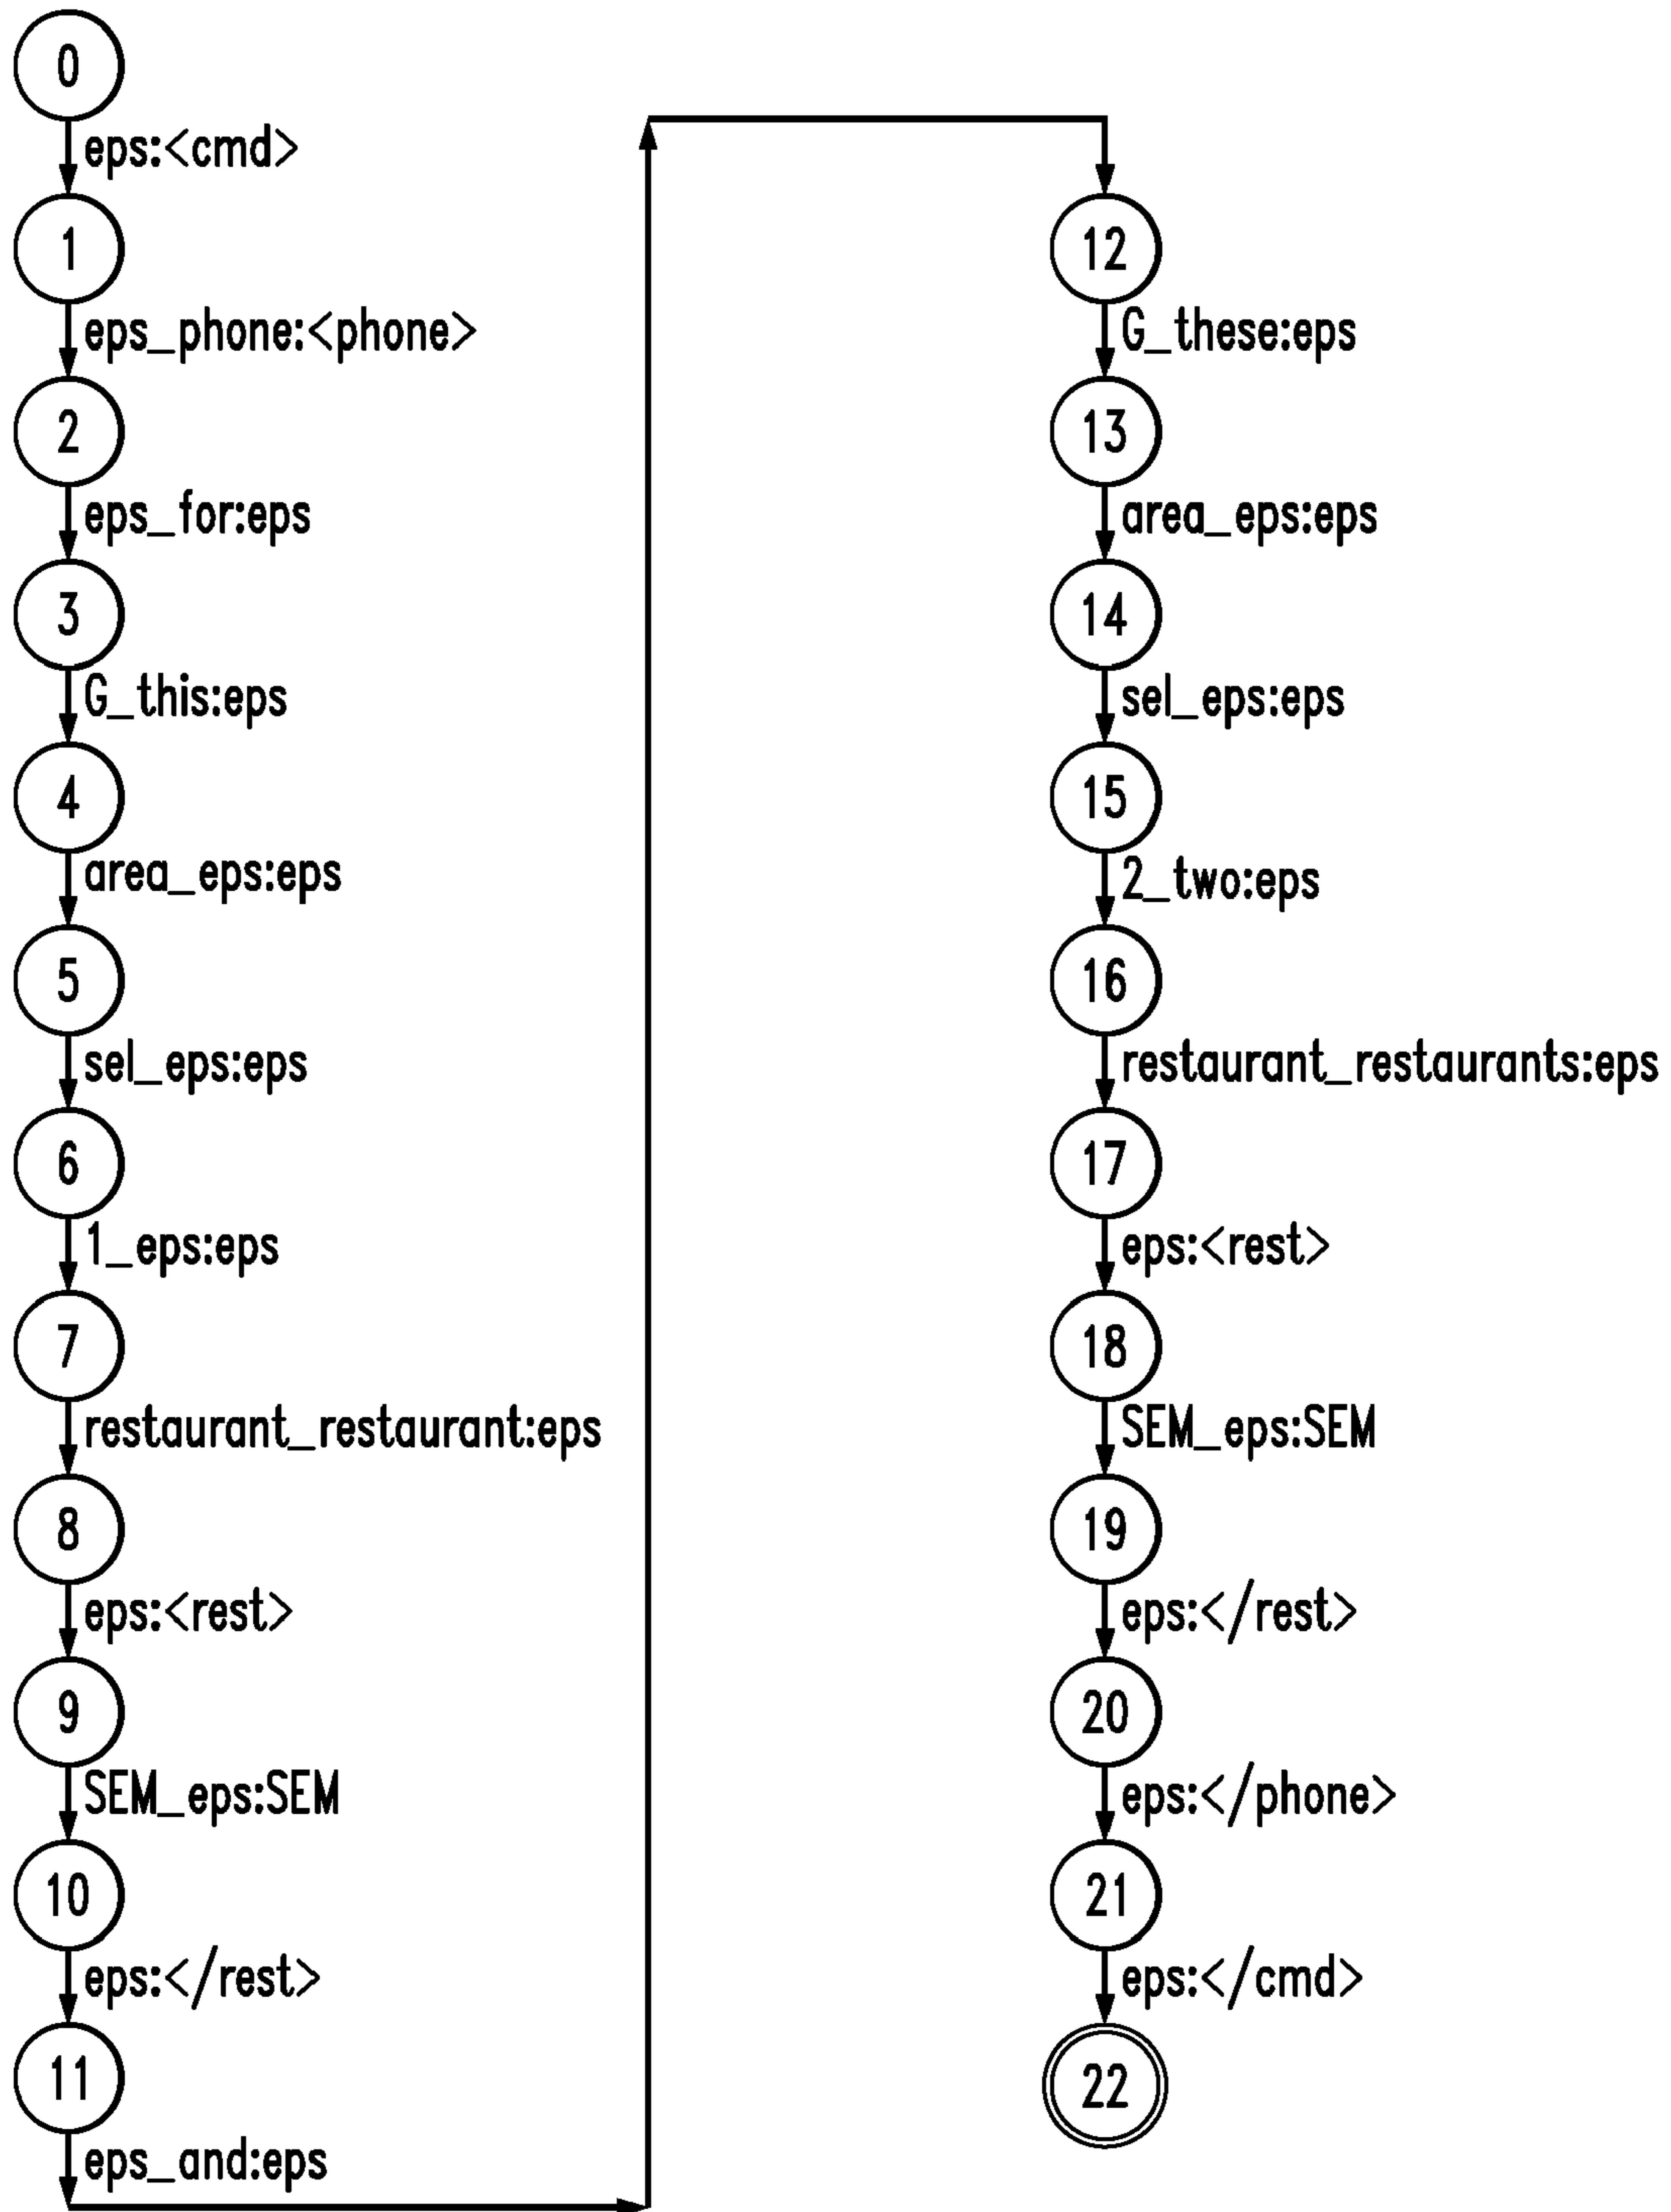 0
eps:<cmd>
1
eps_phone:<phone>
2
eps_for:eps
3
G_this:eps
4
area_eps:eps
5
sel_eps:eps
6
1_eps:eps
7
restaurant_restaurant:eps
8
eps:<rest>
9
SEM_eps:SEM
10
eps:</rest>
11
eps_and:eps
12
G_these:eps
13
area_eps:eps
14
sel_eps:eps
15
2_two:eps
16
restaurant_restaurants:eps
17
eps:<rest>
18
SEM_eps:SEM
19
eps:</rest>
20
eps:</phone>
21
eps:</cmd>
22